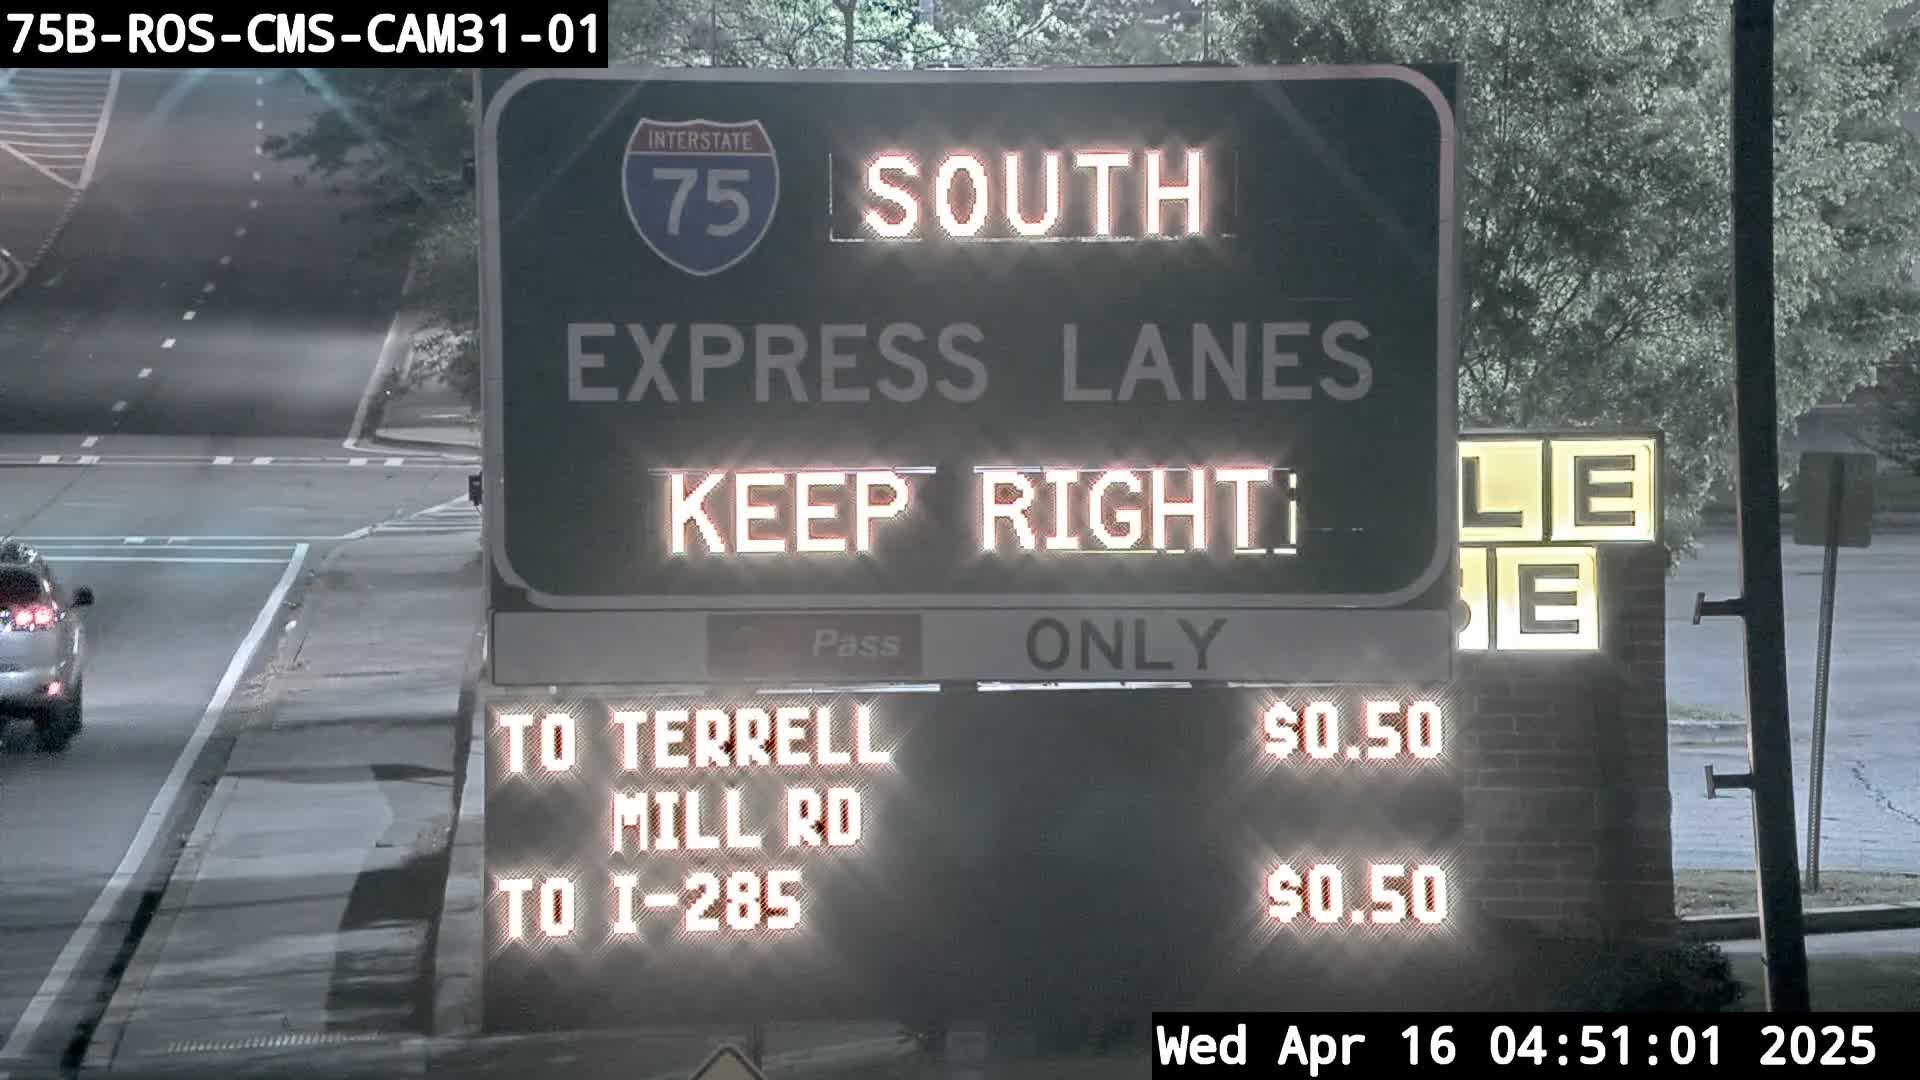 75B-ROS-CMS-CAM31-01
INTERSTATE
75
SOUTH
EXPRESS LANES
KEEP RIGHT
Pass ONLY
TO TERRELL $0.50
MILL RD
TO I-285 $0.50
LE
E
Wed Apr 16 04:51:01 2025